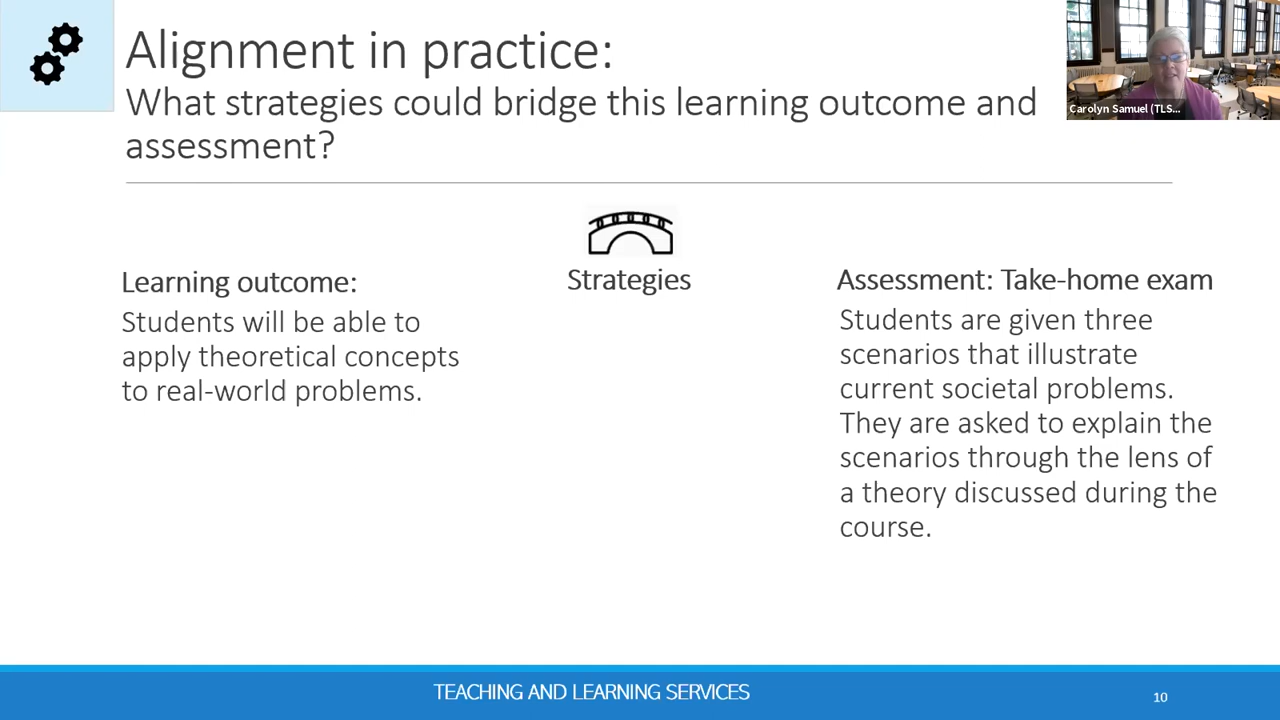 Alignment in practice:
What strategies could bridge this learning outcome and
assessment?
Carolyn Samuel (TLS...
Learning outcome:
Students will be able to
apply theoretical concepts
to real-world problems.
Strategies
Assessment: Take-home exam
Students are given three
scenarios that illustrate
current societal problems.
They are asked to explain the
scenarios through the lens of
a theory discussed during the
course.
TEACHING AND LEARNING SERVICES
10